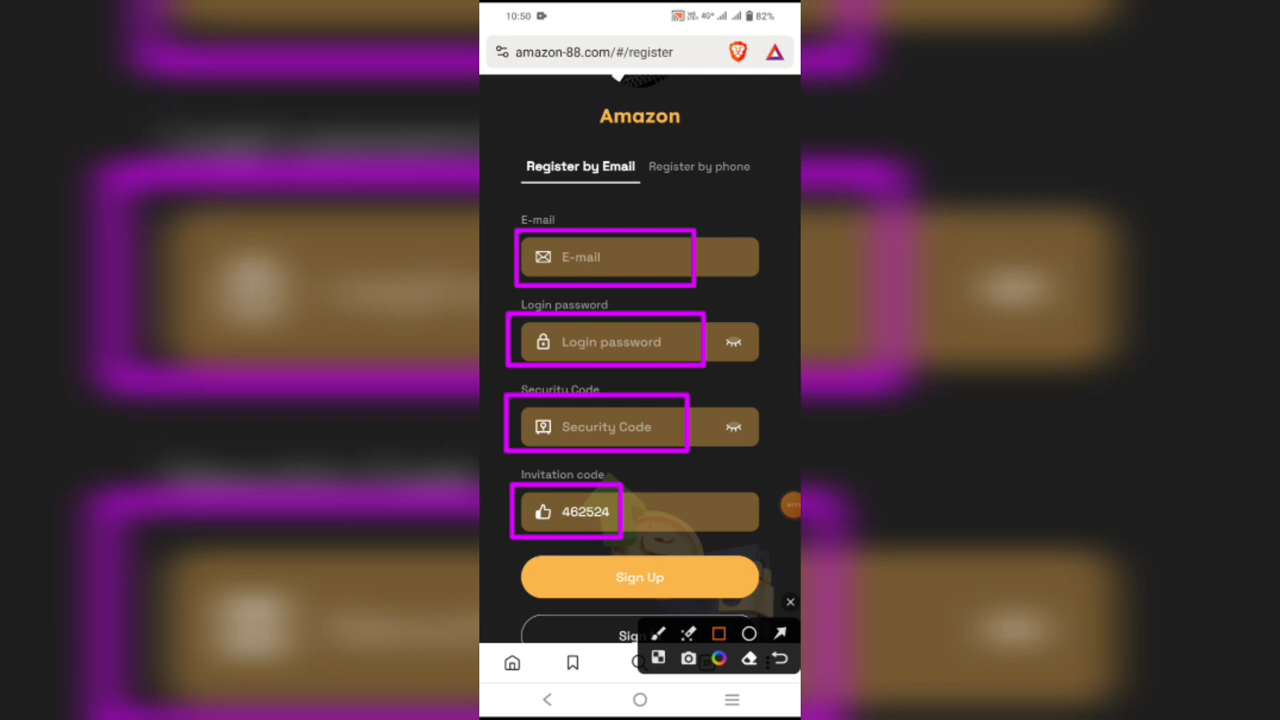 10:50
4G+ 82%
amazon-88.com/#/register
Amazon
Register by Email Register by phone
E-mail
E-mail
Login password
Login password
Security Code
Security Code
Invitation code
462524
Sign Up